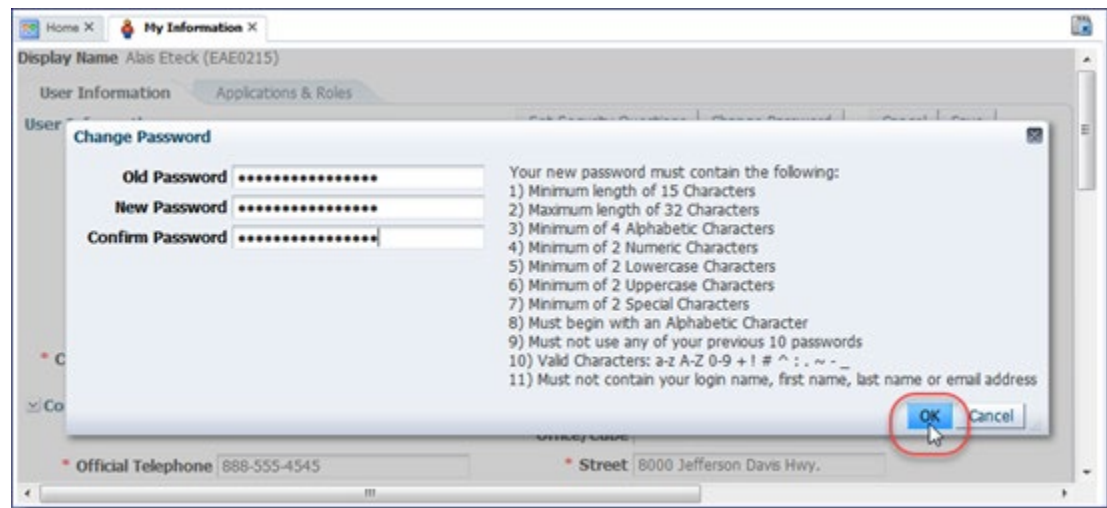 Home X My Information X
Display Name Alais Eteck (EAE0215)
User Information Applications & Roles
User
Change Password
Old Password ••••••••••••••••
New Password ••••••••••••••••
Confirm Password ••••••••••••••••
Your new password must contain the following:
1) Minimum length of 15 Characters
2) Maximum length of 32 Characters
3) Minimum of 4 Alphabetic Characters
4) Minimum of 2 Numeric Characters
5) Minimum of 2 Lowercase Characters
6) Minimum of 2 Uppercase Characters
7) Minimum of 2 Special Characters
8) Must begin with an Alphabetic Character
9) Must not use any of your previous 10 passwords
10) Valid Characters: a-z A-Z 0-9 + ! # ^ : . ~ - _
11) Must not contain your login name, first name, last name or email address
* C
Co
OK Cancel
* Official Telephone 888-555-4545 * Street 8000 Jefferson Davis Hwy.